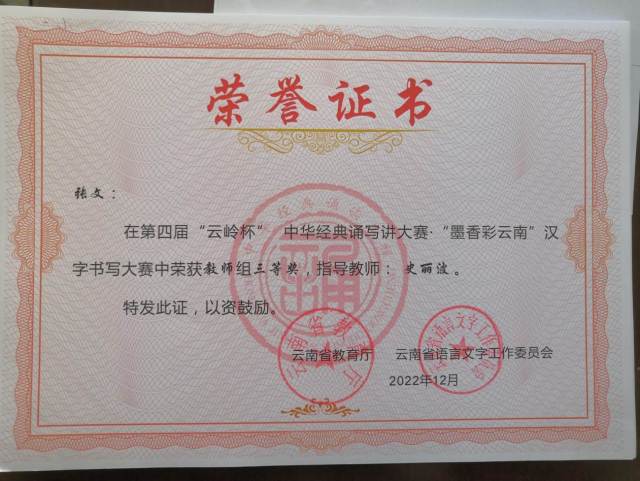 荣誉证书
张文：
在第四届“云岭杯” 中华经典诵写讲大赛·“墨香彩云南”汉
字书写大赛中荣获教师组三等奖，指导教师：史丽波。
特发此证，以资鼓励。
云南省教育厅 云南省语言文字工作委员会
2022年12月